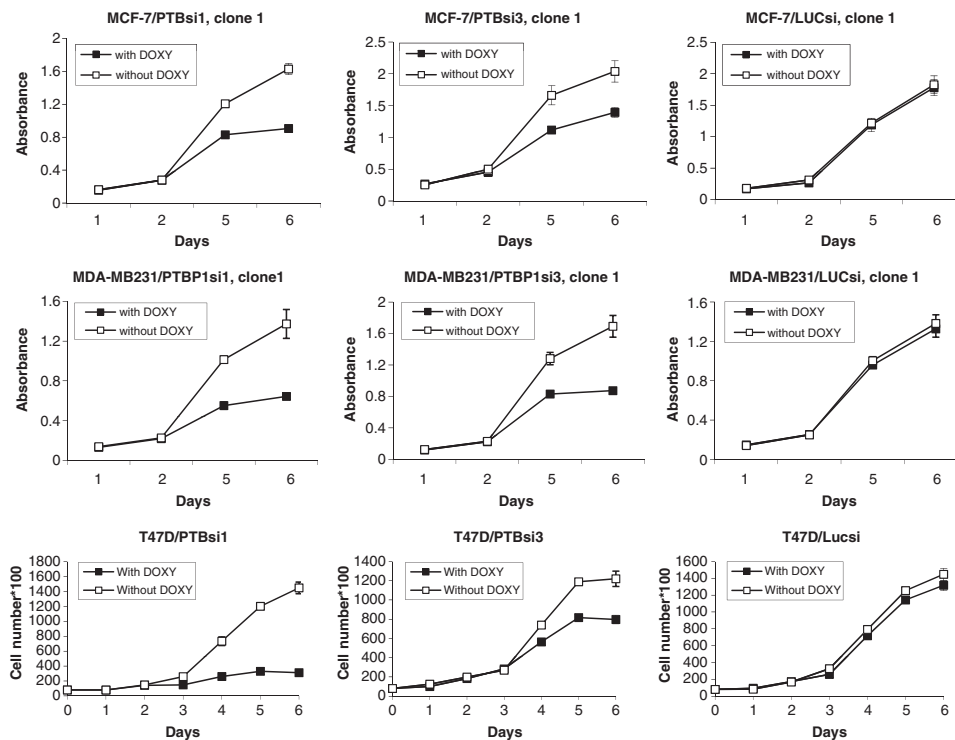 MCF-7/PTBsi1, clone 1
2
1.6
1.2
0.8
0.4
0
Absorbance
with DOXY
without DOXY
1 2 5 6
Days
MCF-7/PTBsi3, clone 1
2.5
2
1.5
1
0.5
0
Absorbance
with DOXY
without DOXY
1 2 5 6
Days
MCF-7/LUCsi, clone 1
2.5
2
1.5
1
0.5
0
Absorbance
with DOXY
without DOXY
1 2 5 6
Days
MDA-MB231/PTBP1si1, clone1
1.6
1.2
0.8
0.4
0
Absorbance
with DOXY
without DOXY
1 2 5 6
Days
MDA-MB231/PTBP1si3, clone 1
2
1.6
1.2
0.8
0.4
0
Absorbance
with DOXY
without DOXY
1 2 5 6
Days
MDA-MB231/LUCsi, clone 1
1.6
1.2
0.8
0.4
0
Absorbance
with DOXY
without DOXY
1 2 5 6
Days
T47D/PTBsi1
1800
1600
1400
1200
1000
800
600
400
200
0
Cell number*100
With DOXY
Without DOXY
0 1 2 3 4 5 6
Days
T47D/PTBsi3
1400
1200
1000
800
600
400
200
0
Cell number*100
With DOXY
Without DOXY
0 1 2 3 4 5 6
Days
T47D/Lucsi
1600
1400
1200
1000
800
600
400
200
0
Cell number*100
With DOXY
Without DOXY
0 1 2 3 4 5 6
Days